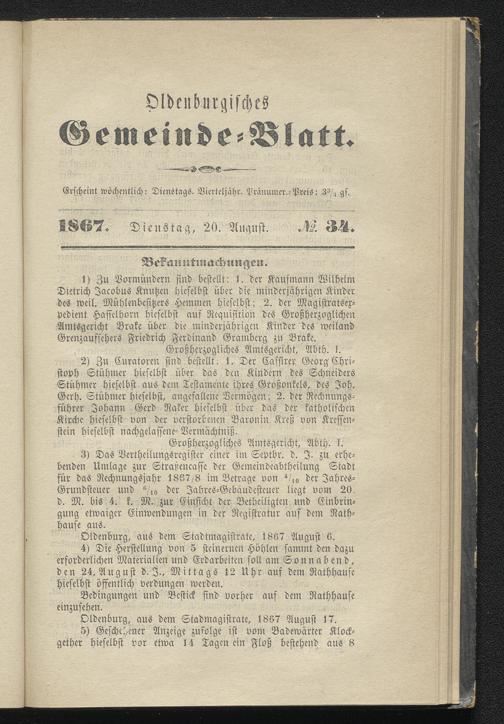 Oldenburgisches
Gemeinde-Blatt.
Erscheint wöchentlich: Dienstags. Vierteljähr. Pränumer.-Preis: 3¾ gs.
1867. Dienstag, 20. August. № 34.
Bekanntmachungen.
1) Zu Vormündern sind bestellt: 1. der Kaufmann Wilhelm
Dietrich Jacobus Knutzen hieselbst über die minderjährigen Kinder
des weil. Mühlenbesitzers Hemmen hieselbst; 2. der Magistratsex-
pedient Hasselhorn hieselbst auf Requisition des Großherzoglichen
Amtsgericht Brake über die minderjährigen Kinder des weiland
Grenzaufsehers Friedrich Ferdinand Gramberg zu Brake.
Großherzogliches Amtsgericht, Abth. I.
2) Zu Curatoren sind bestellt: 1. Der Cassirer Georg Chri-
stoph Stühmer hieselbst über das den Kindern des Schneiders
Stühmer hieselbst aus dem Testamente ihres Großonkels, des Joh.
Gerh. Stühmer hieselbst, angefallene Vermögen; 2. der Rechnungs-
führer Johann Gerd Raker hieselbst über das der katholischen
Kirche hieselbst von der verstorbenen Baronin Kreß von Kressen-
stein hieselbst nachgelassene Vermächtniß.
Großherzogliches Amtsgericht, Abth. I.
3) Das Vertheilungsregister einer im Septbr. d. J. zu erhe-
benden Umlage zur Straßencasse der Gemeindeabtheilung Stadt
für das Rechnungsjahr 1867/8 im Betrage von 4/10 der Jahres-
Grundsteuer und 6/10 der Jahres-Gebäudesteuer liegt vom 20.
d. M. bis 4. k. M. zur Einsicht der Betheiligten und Einbrin-
gung etwaiger Einwendungen in der Registratur auf dem Rath-
hause aus.
Oldenburg, aus dem Stadtmagistrate, 1867 August 6.
4) Die Herstellung von 5 steinernen Höhlen sammt den dazu
erforderlichen Materialien und Erdarbeiten soll am Sonnabend,
den 24. August d. J., Mittags 12 Uhr auf dem Rathhause
hieselbst öffentlich verdungen werden.
Bedingungen und Bestick sind vorher auf dem Rathhause
einzusehen.
Oldenburg, aus dem Stadmagistrate, 1867 August 17.
5) Geschehener Anzeige zufolge ist vom Badewärter Klock-
gether hieselbst vor etwa 14 Tagen ein Floß bestehend aus 8